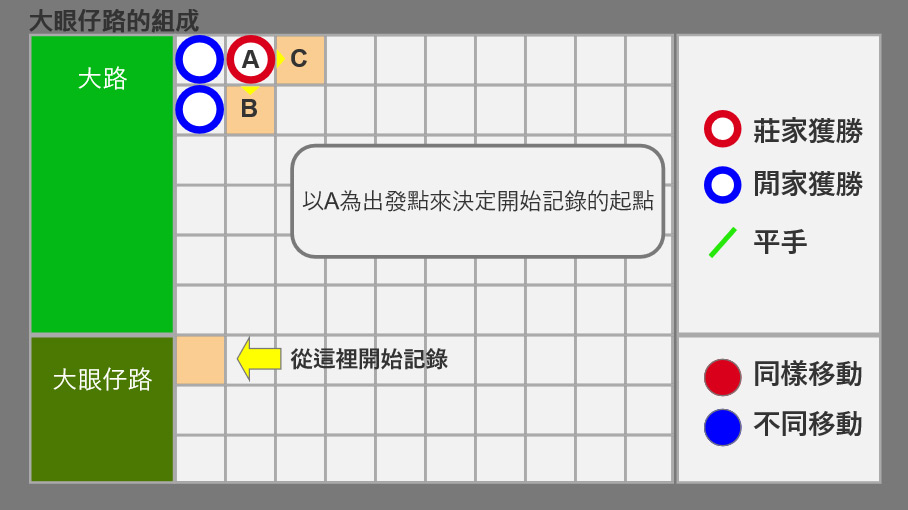 大眼仔路的組成
大路
A
C
B
以A為出發點來決定開始記錄的起點
莊家獲勝
閒家獲勝
平手
大眼仔路
從這裡開始記錄
同樣移動
不同移動